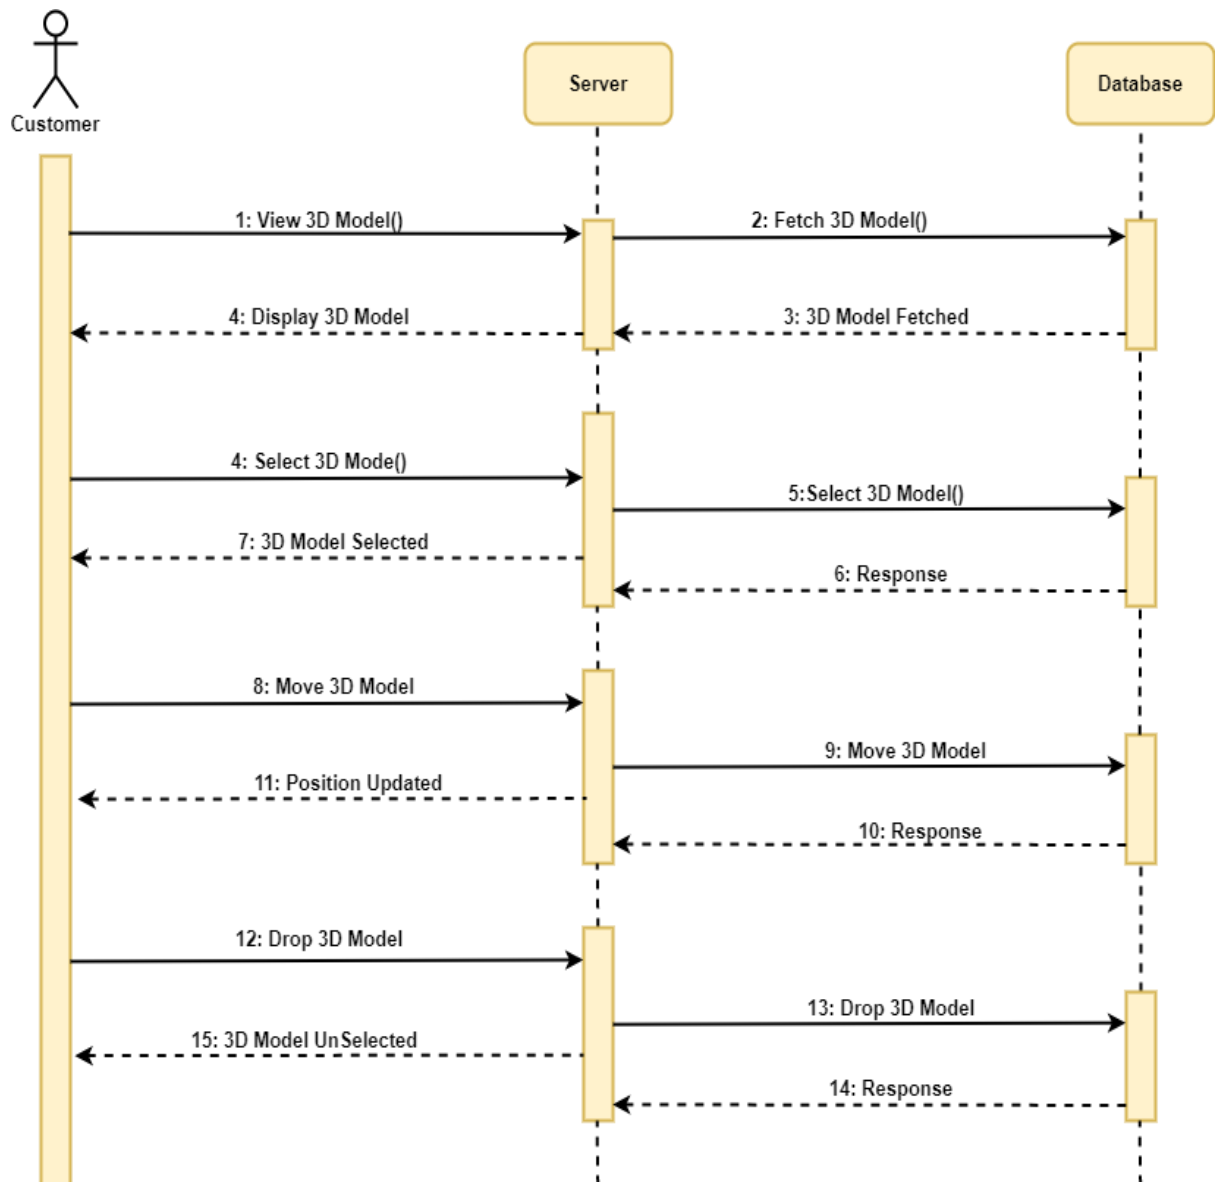 Customer
Server
Database
1: View 3D Model()
2: Fetch 3D Model()
4: Display 3D Model
3: 3D Model Fetched
4: Select 3D Mode()
5:Select 3D Model()
7: 3D Model Selected
6: Response
8: Move 3D Model
9: Move 3D Model
11: Position Updated
10: Response
12: Drop 3D Model
13: Drop 3D Model
15: 3D Model UnSelected
14: Response